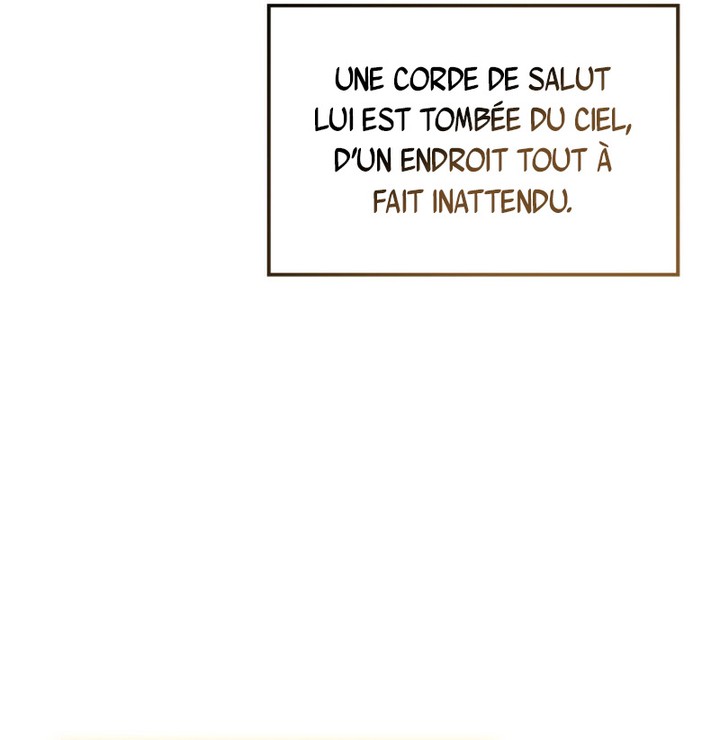 UNE CORDE DE SALUT
LUI EST TOMBÉE DU CIEL,
D'UN ENDROIT TOUT À
FAIT INATTENDU.